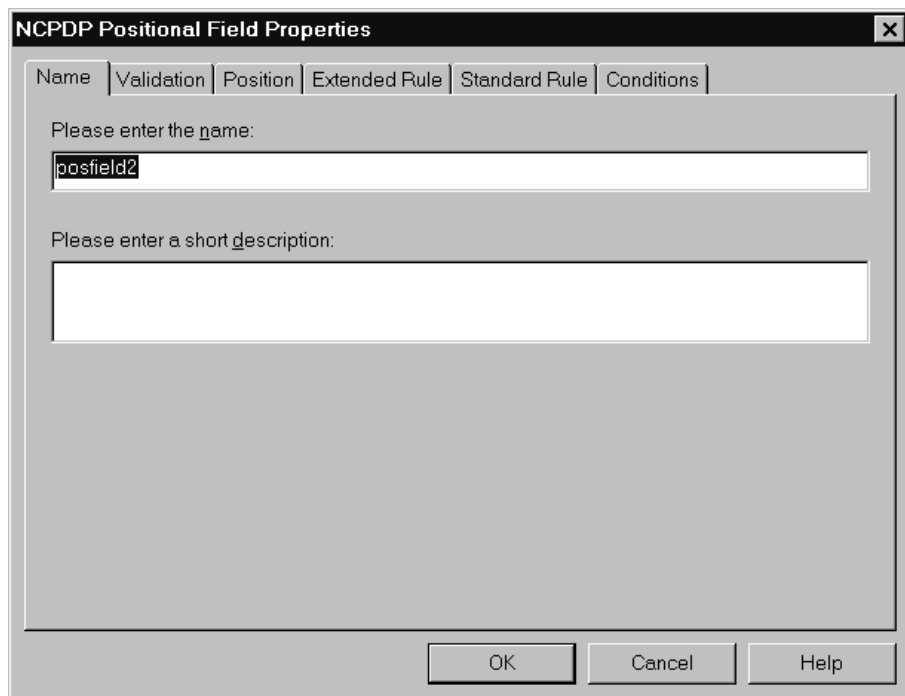 NCPDP Positional Field Properties
Name Validation Position Extended Rule Standard Rule Conditions
Please enter the name:
posfield2
Please enter a short description:
OK Cancel Help